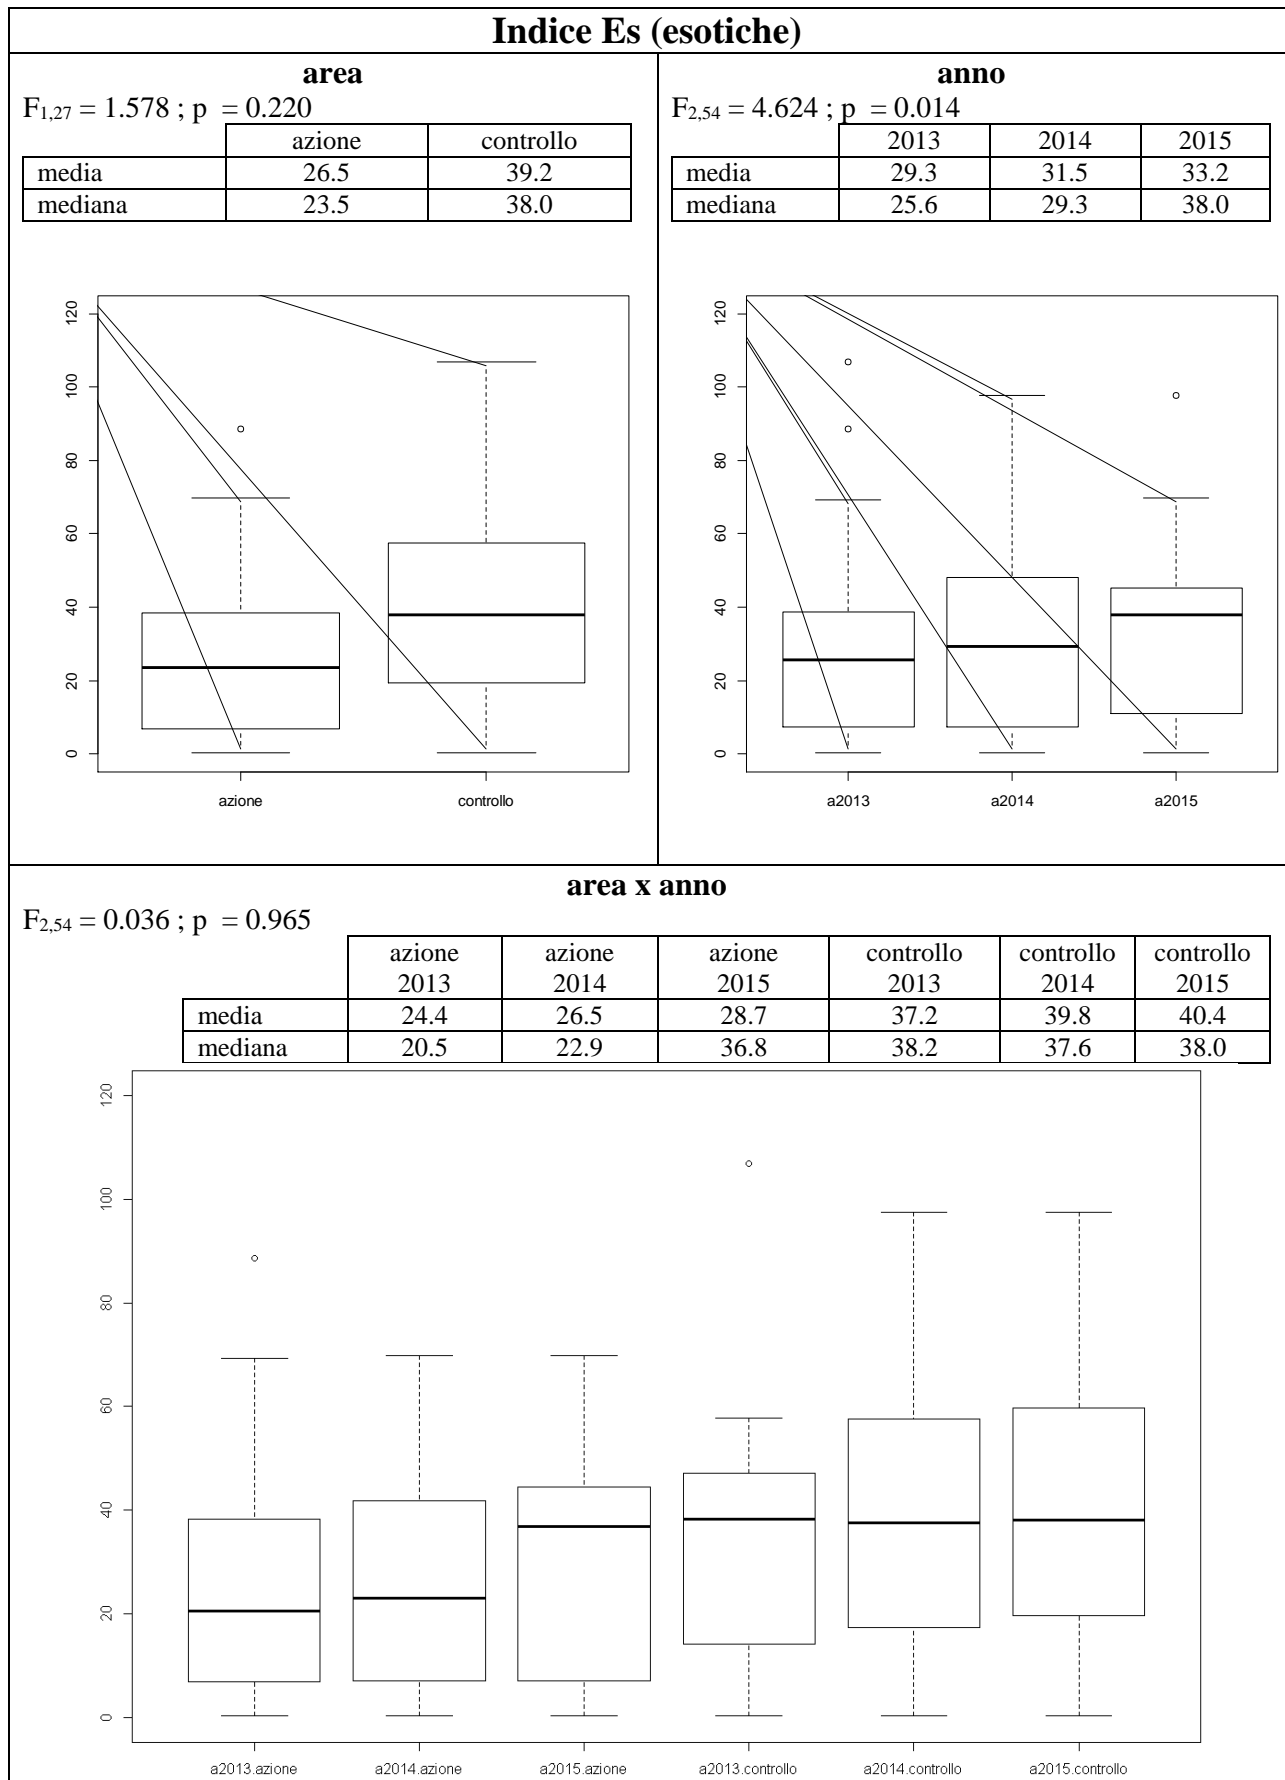 Indice Es (esotiche)
area
F1,27 = 1.578 ; p = 0.220
azione controllo
media 26.5 39.2
mediana 23.5 38.0
0 20 40 60 80 100 120
azione controllo
anno
F2,54 = 4.624 ; p = 0.014
2013 2014 2015
media 29.3 31.5 33.2
mediana 25.6 29.3 38.0
0 20 40 60 80 100 120
a2013 a2014 a2015
area x anno
F2,54 = 0.036 ; p = 0.965
azione azione azione controllo controllo controllo
2013 2014 2015 2013 2014 2015
media 24.4 26.5 28.7 37.2 39.8 40.4
mediana 20.5 22.9 36.8 38.2 37.6 38.0
0 20 40 60 80 100 120
a2013.azione a2014.azione a2015.azione a2013.controllo a2014.controllo a2015.controllo